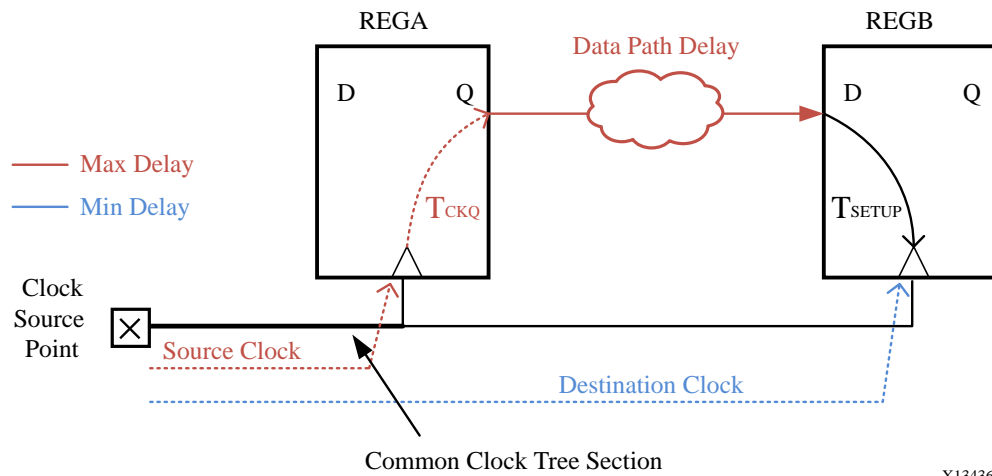 REGA
REGB
Data Path Delay
D
Q
D
Q
Max Delay
Min Delay
TCKQ
TSETUP
Clock
Source
Point
Source Clock
Destination Clock
Common Clock Tree Section
X13436